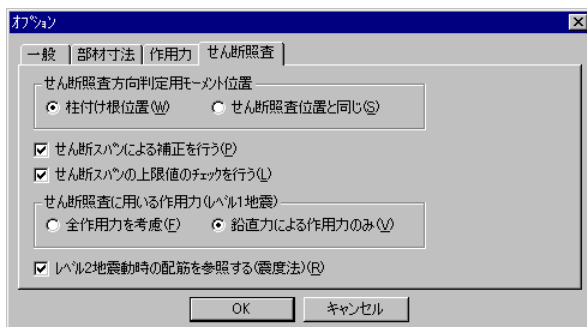 ｵﾌﾟｼｮﾝ
一般 部材寸法 作用力 せん断照査
せん断照査方向判定用ﾓｰﾒﾝﾄ位置
柱付け根位置(W) せん断照査位置と同じ(S)
せん断ｽﾊﾟﾝによる補正を行う(P)
せん断ｽﾊﾟﾝの上限値のﾁｪｯｸを行う(L)
せん断照査に用いる作用力(ﾚﾍﾞﾙ1地震)
全作用力を考慮(F) 鉛直力による作用力のみ(V)
ﾚﾍﾞﾙ2地震動時の配筋を参照する(震度法)(R)
OK ｷｬﾝｾﾙ